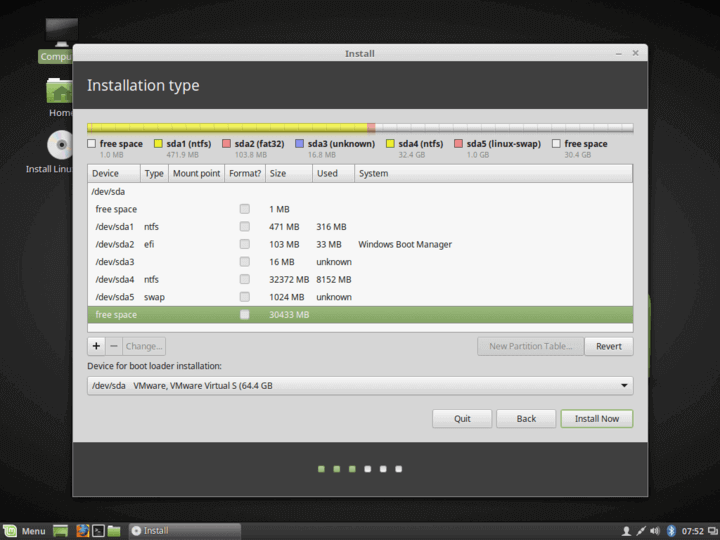 Install
Compu
Home
Install Linu
Installation type
free space sda1 (ntfs) sda2 (fat32) sda3 (unknown) sda4 (ntfs) sda5 (linux-swap) free space
1.0 MB 471.9 MB 103.8 MB 16.8 MB 32.4 GB 1.0 GB 30.4 GB
Device Type Mount point Format? Size Used System
/dev/sda
free space 1 MB
/dev/sda1 ntfs 471 MB 316 MB
/dev/sda2 efi 103 MB 33 MB Windows Boot Manager
/dev/sda3 16 MB unknown
/dev/sda4 ntfs 32372 MB 8152 MB
/dev/sda5 swap 1024 MB unknown
free space 30433 MB
+ − Change... New Partition Table... Revert
Device for boot loader installation:
/dev/sda VMware, VMware Virtual S (64.4 GB
Quit Back Install Now
Menu Install 07:52